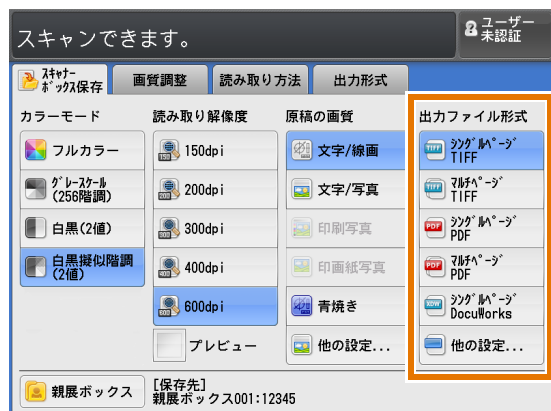 スキャンできます。
ユーザー
未認証
スキャナー
ボックス保存
画質調整
読み取り方法
出力形式
カラーモード
フルカラー
グレースケール
(256階調)
白黒(2値)
白黒擬似階調
(2値)
読み取り解像度
150dpi
200dpi
300dpi
400dpi
600dpi
プレビュー
原稿の画質
文字/線画
文字/写真
印刷写真
印画紙写真
青焼き
他の設定...
出力ファイル形式
シングルページ
TIFF
マルチページ
TIFF
シングルページ
PDF
マルチページ
PDF
シングルページ
DocuWorks
他の設定...
親展ボックス
[保存先]
親展ボックス001:12345